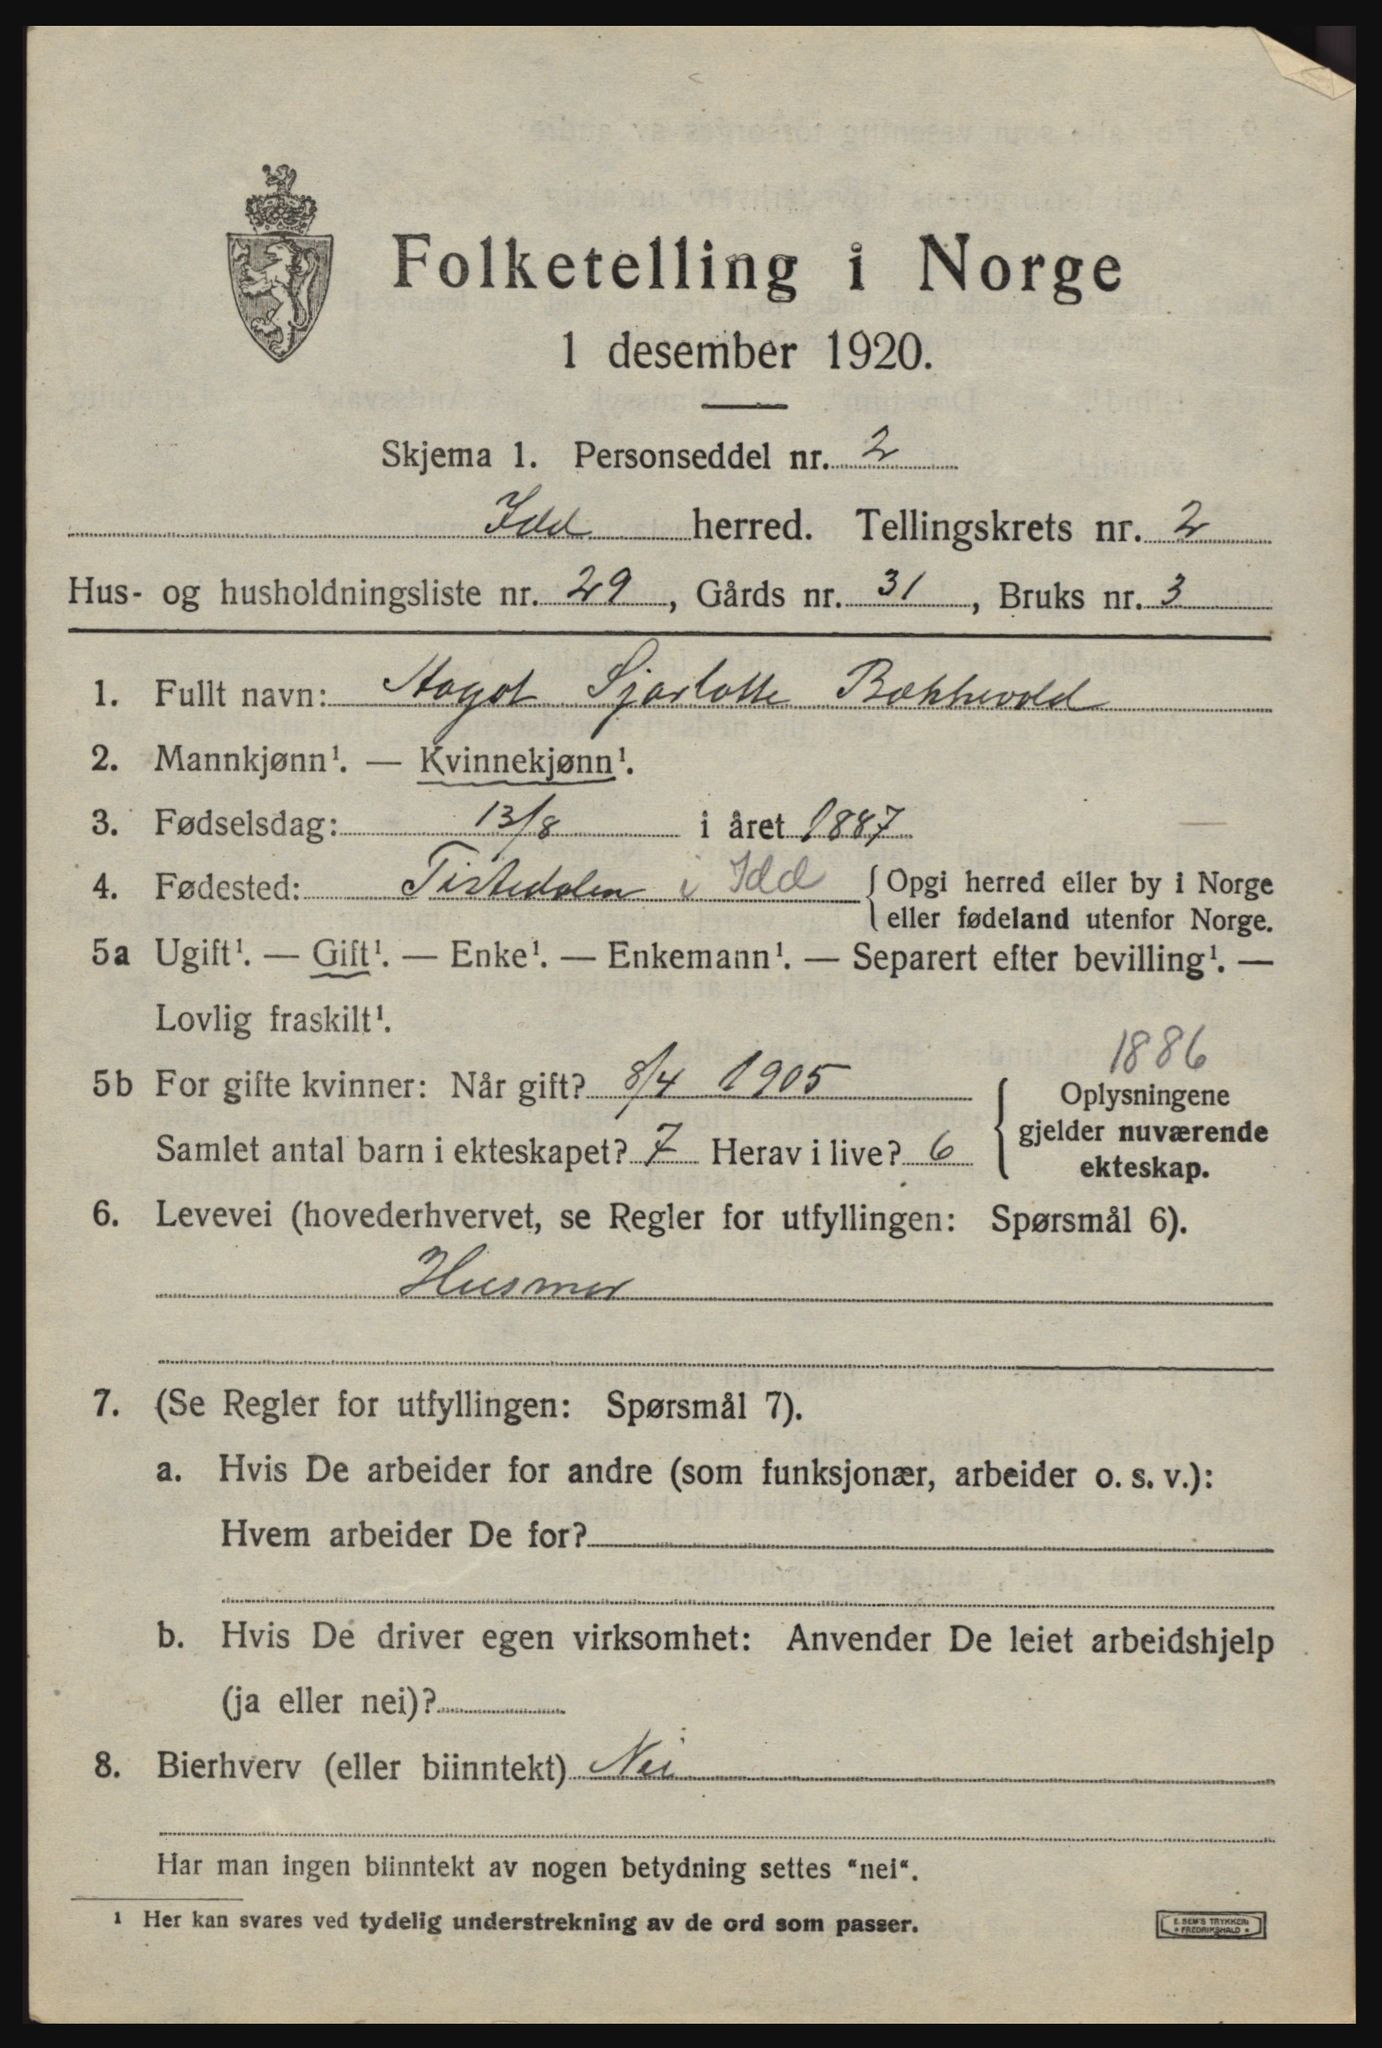 Folketelling i Norge
1 desember 1920.
Skjema 1. Personseddel nr. 2
Idd herred. Tellingskrets nr. 2
Hus- og husholdningsliste nr. 29, Gårds nr. 31, Bruks nr. 3
1. Fullt navn: Aagot Sjarlotte Bækkevold
2. Mannkjønn¹. — Kvinnekjønn¹.
3. Fødselsdag: 13/8 i året 1887
4. Fødested: Tistedalen i Idd {Opgi herred eller by i Norge
eller fødeland utenfor Norge.
5a Ugift¹. — Gift¹. — Enke¹. — Enkemann¹. — Separert efter bevilling¹. —
Lovlig fraskilt¹.
1886
5b For gifte kvinner: Når gift? 8/4 1905
Samlet antal barn i ekteskapet? 7 Herav i live? 6
Oplysningene
gjelder nuværende
ekteskap.
6. Levevei (hovederhvervet, se Regler for utfyllingen: Spørsmål 6).
Husmor
7. (Se Regler for utfyllingen: Spørsmål 7).
a. Hvis De arbeider for andre (som funksjonær, arbeider o. s. v.):
Hvem arbeider De for?
b. Hvis De driver egen virksomhet: Anvender De leiet arbeidshjelp
(ja eller nei)?
8. Bierhverv (eller biinntekt) Nei
Har man ingen biinntekt av nogen betydning settes "nei".
¹ Her kan svares ved tydelig understrekning av de ord som passer.
E. SEM'S TRYKKERI
* FREDRIKSHALD *